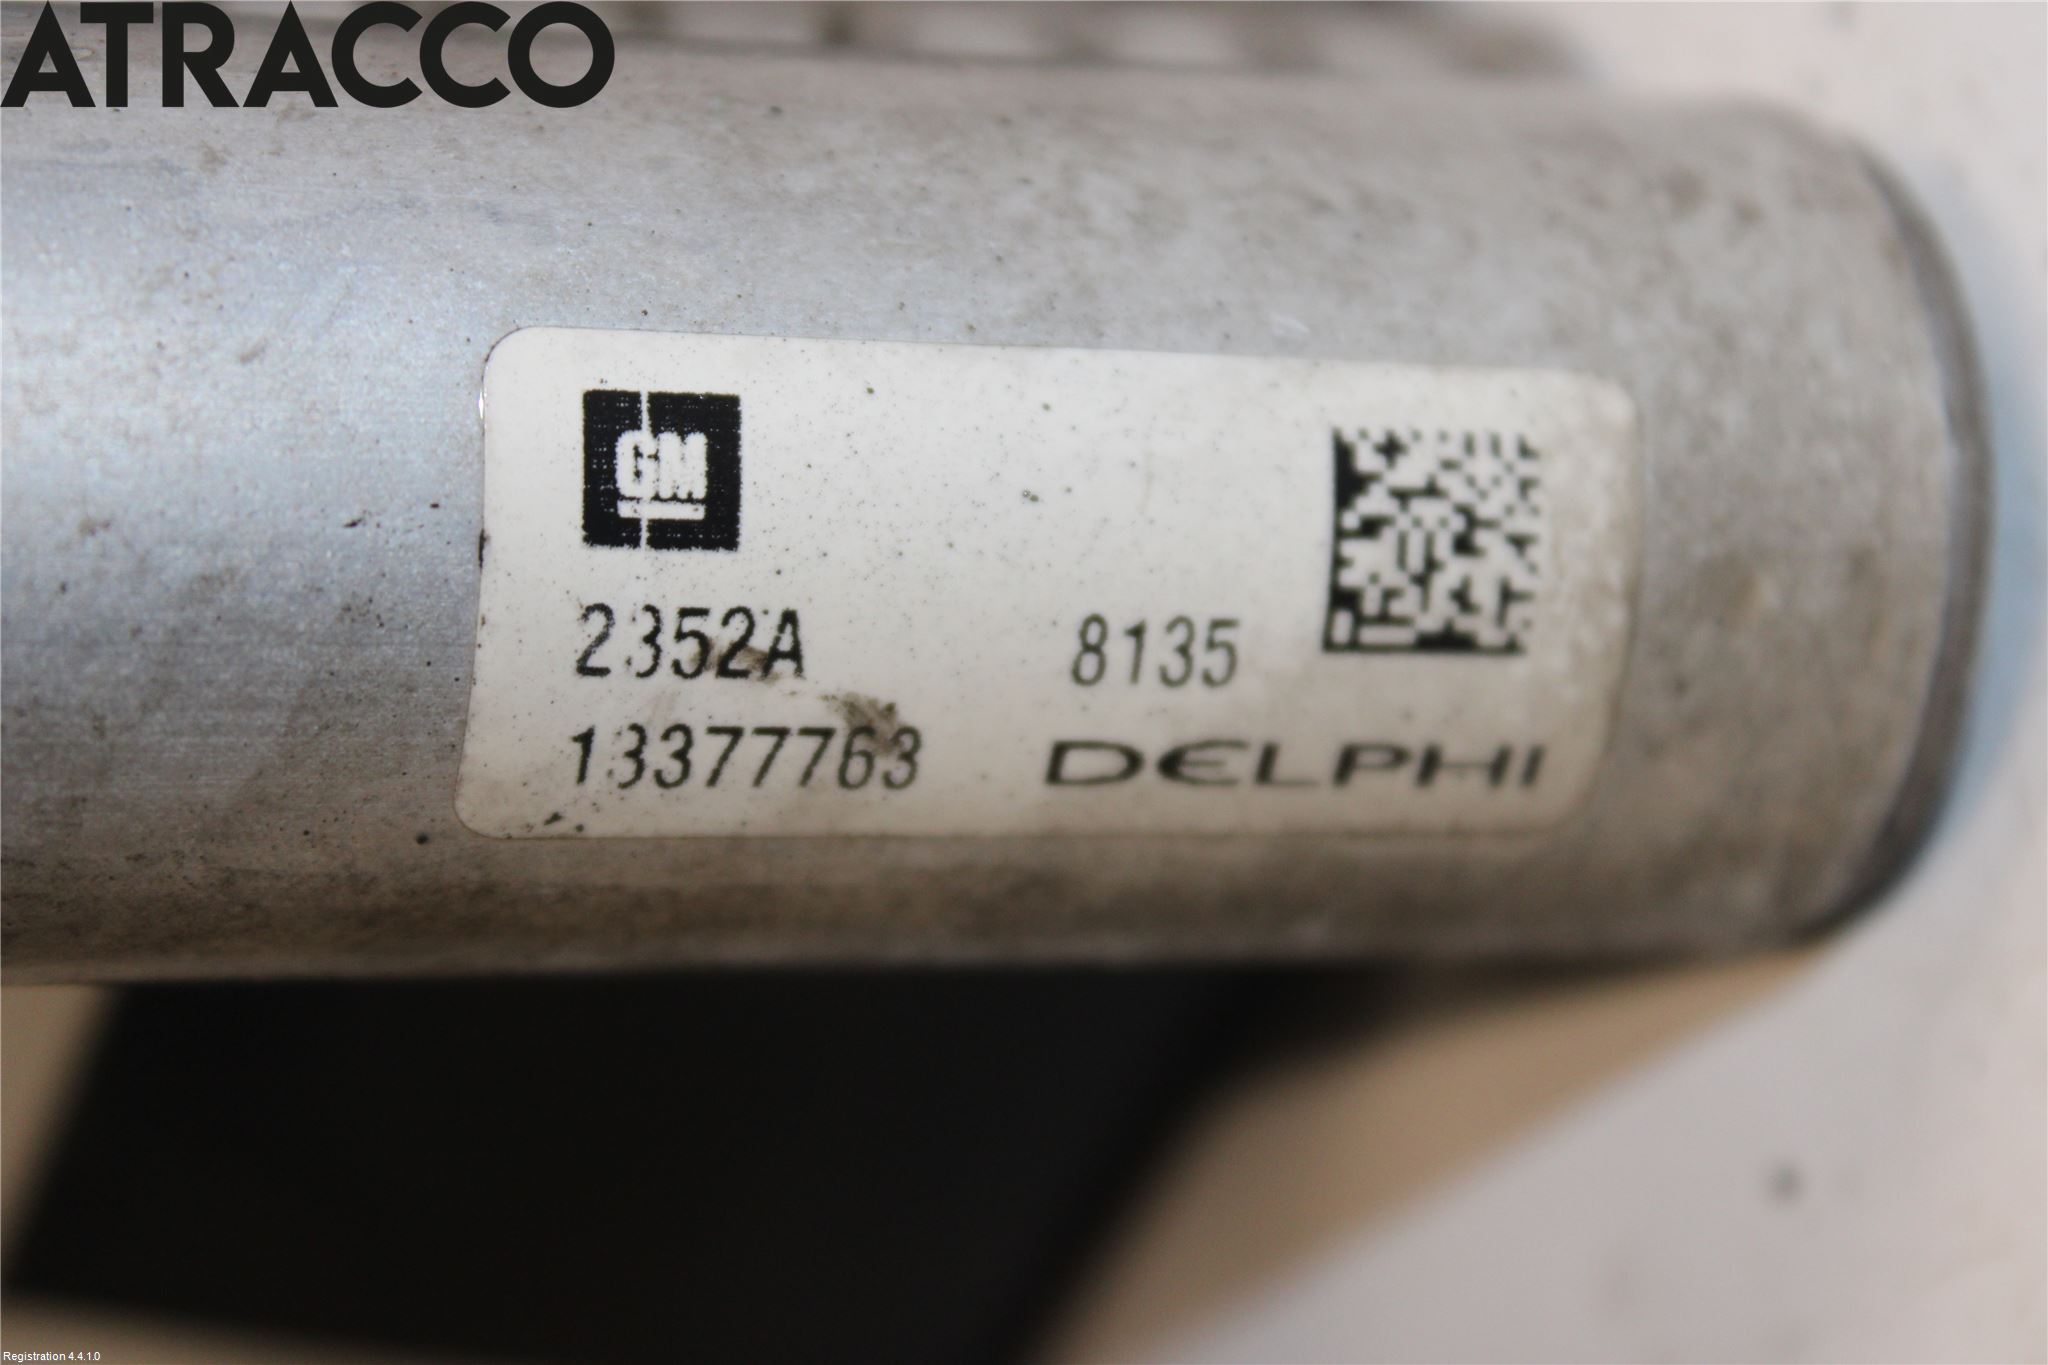 ATRACCO
GM
2352A 8135
13377763 DELPHI
Registration 4.4.1.0